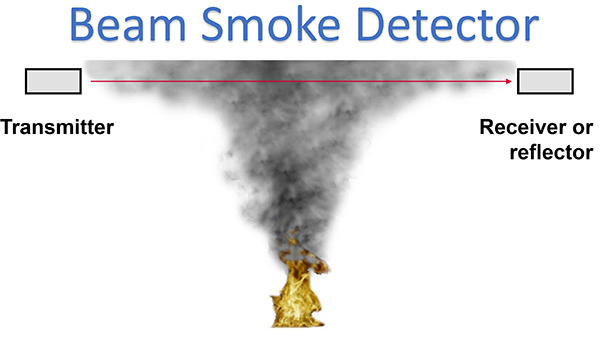 Beam Smoke Detector
Transmitter
Receiver or
reflector